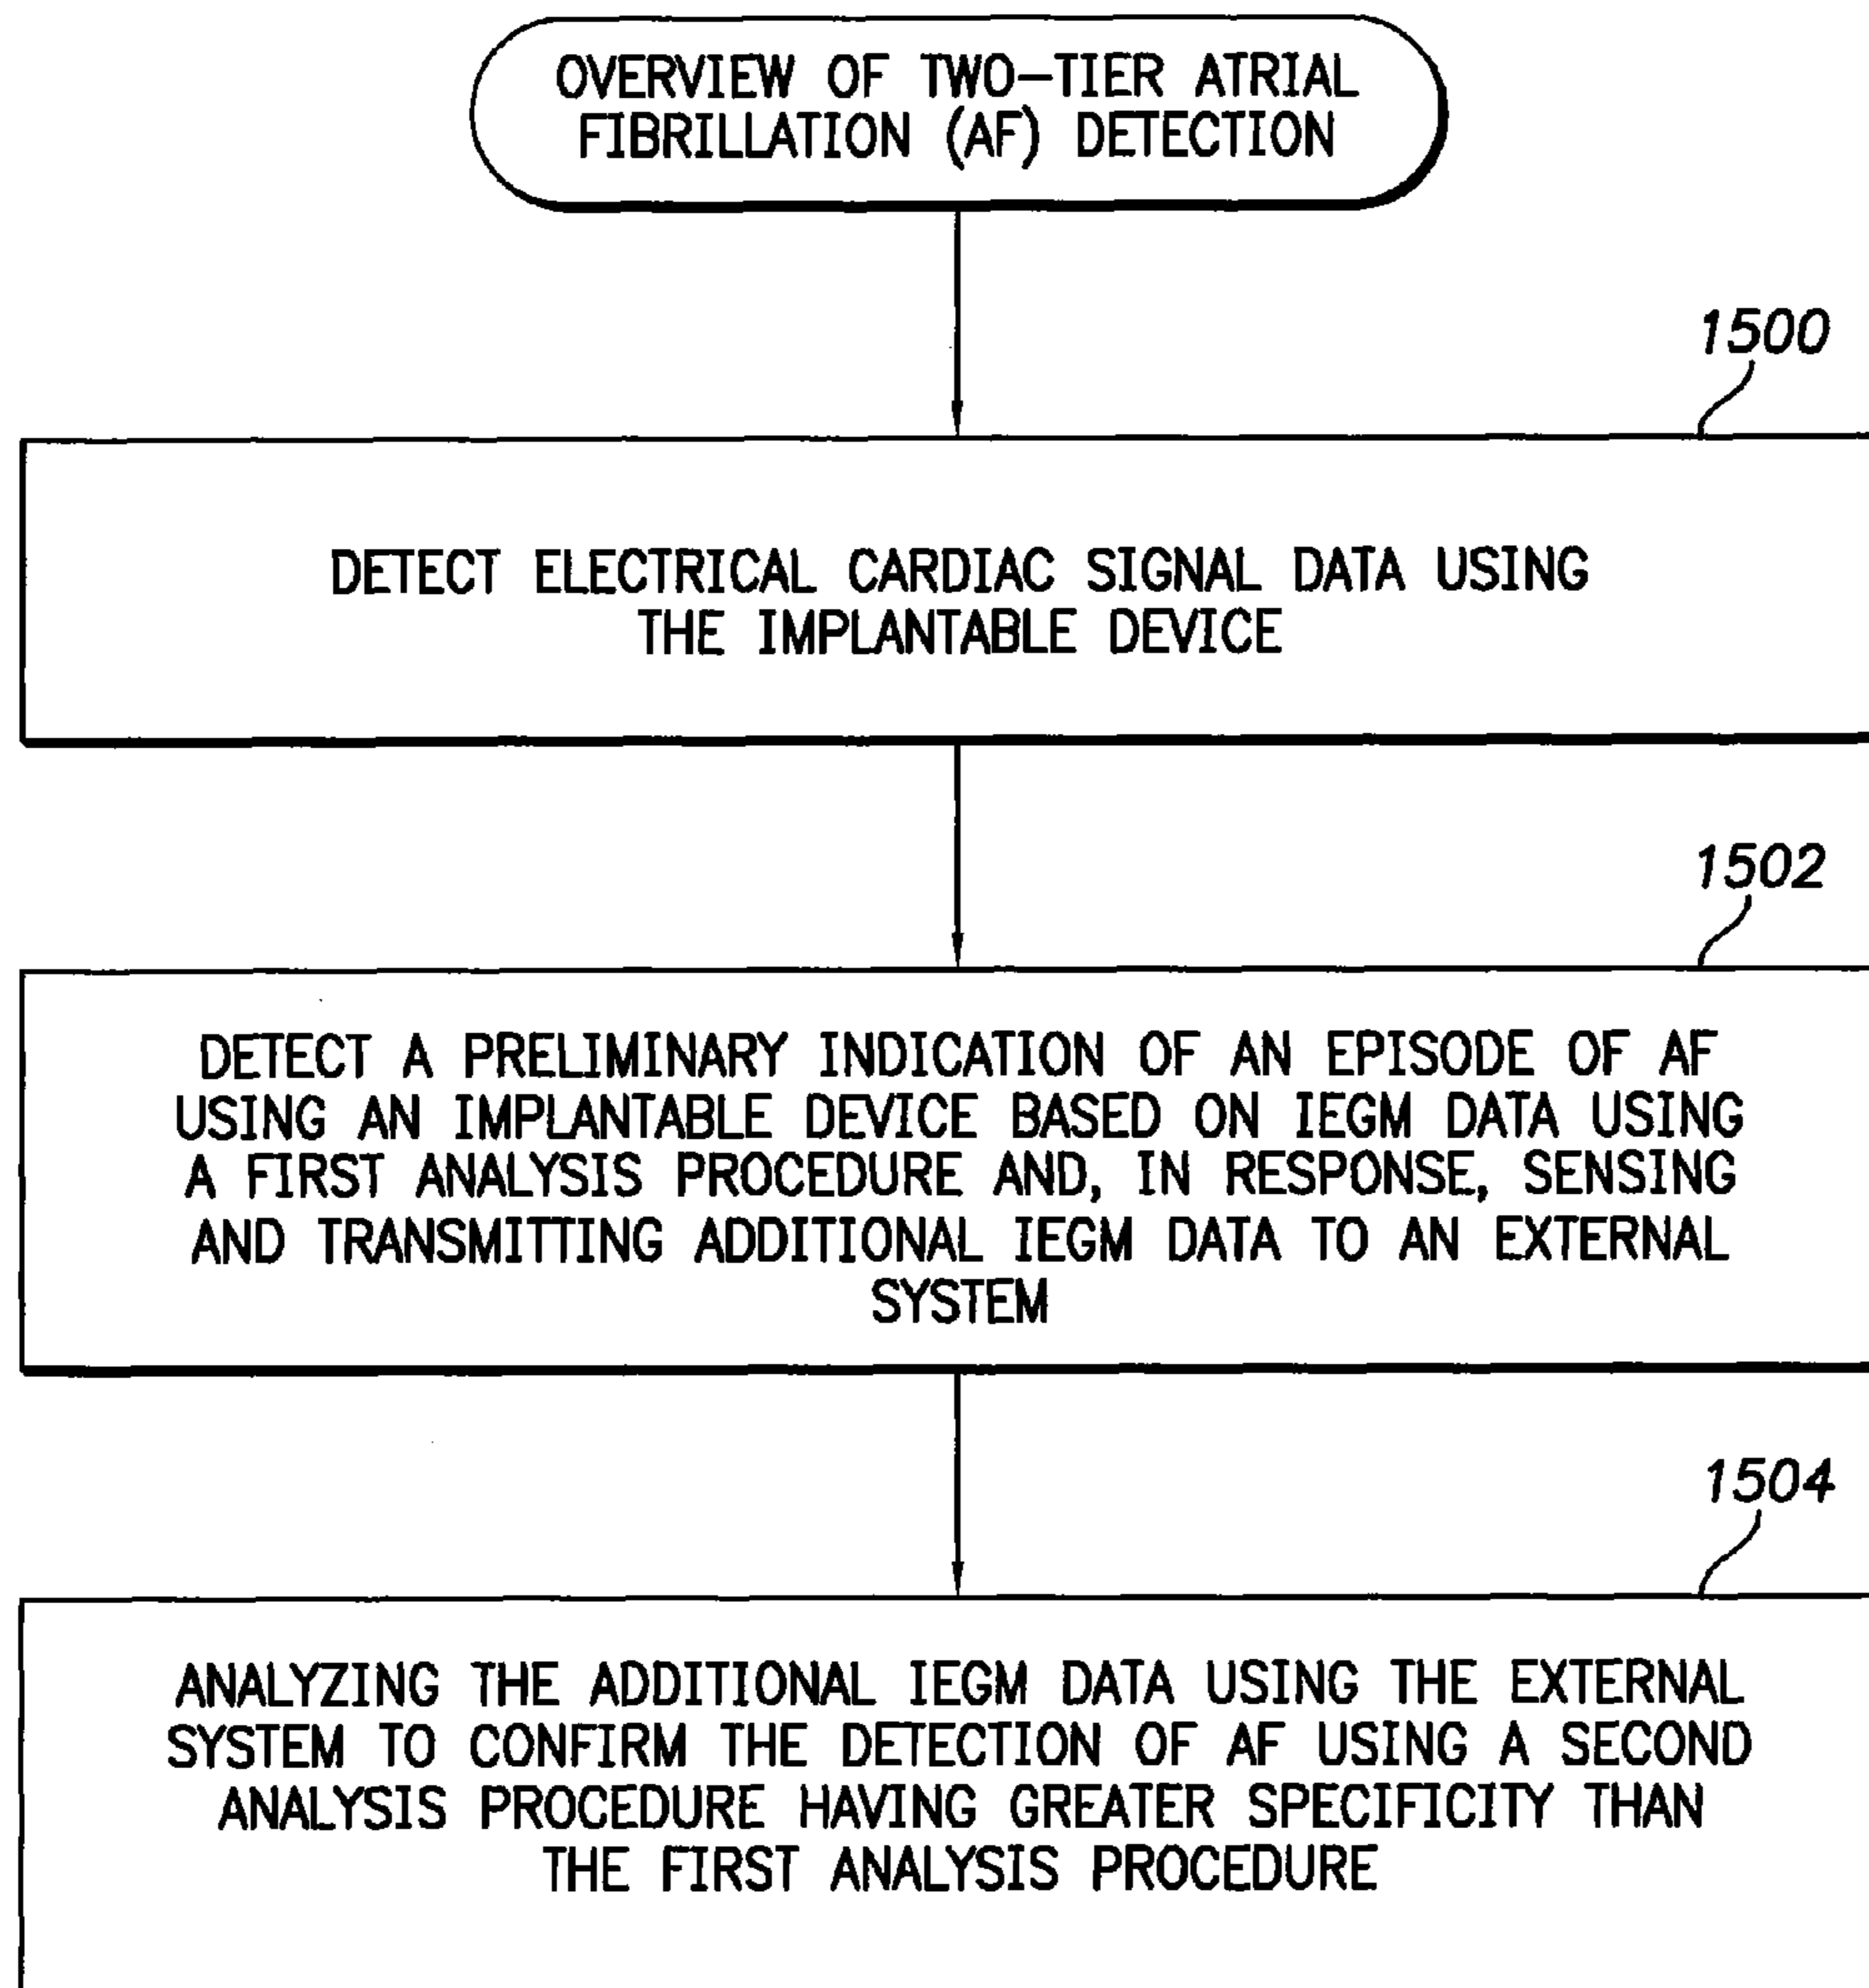 OVERVIEW OF TWO-TIER ATRIAL
FIBRILLATION (AF) DETECTION
1500
DETECT ELECTRICAL CARDIAC SIGNAL DATA USING
THE IMPLANTABLE DEVICE
1502
DETECT A PRELIMINARY INDICATION OF AN EPISODE OF AF
USING AN IMPLANTABLE DEVICE BASED ON IEGM DATA USING
A FIRST ANALYSIS PROCEDURE AND, IN RESPONSE, SENSING
AND TRANSMITTING ADDITIONAL IEGM DATA TO AN EXTERNAL
SYSTEM
1504
ANALYZING THE ADDITIONAL IEGM DATA USING THE EXTERNAL
SYSTEM TO CONFIRM THE DETECTION OF AF USING A SECOND
ANALYSIS PROCEDURE HAVING GREATER SPECIFICITY THAN
THE FIRST ANALYSIS PROCEDURE